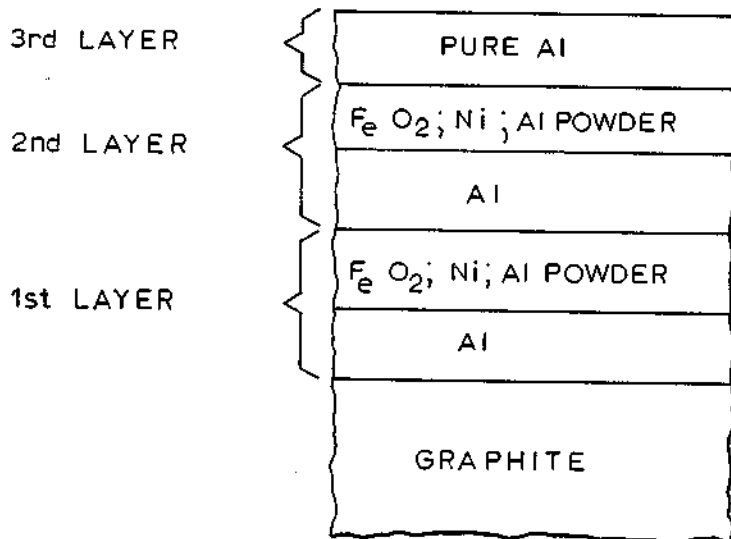 3rd LAYER
PURE Al
Fe O2; Ni; Al POWDER
2nd LAYER
Al
Fe O2; Ni; Al POWDER
1st LAYER
Al
GRAPHITE